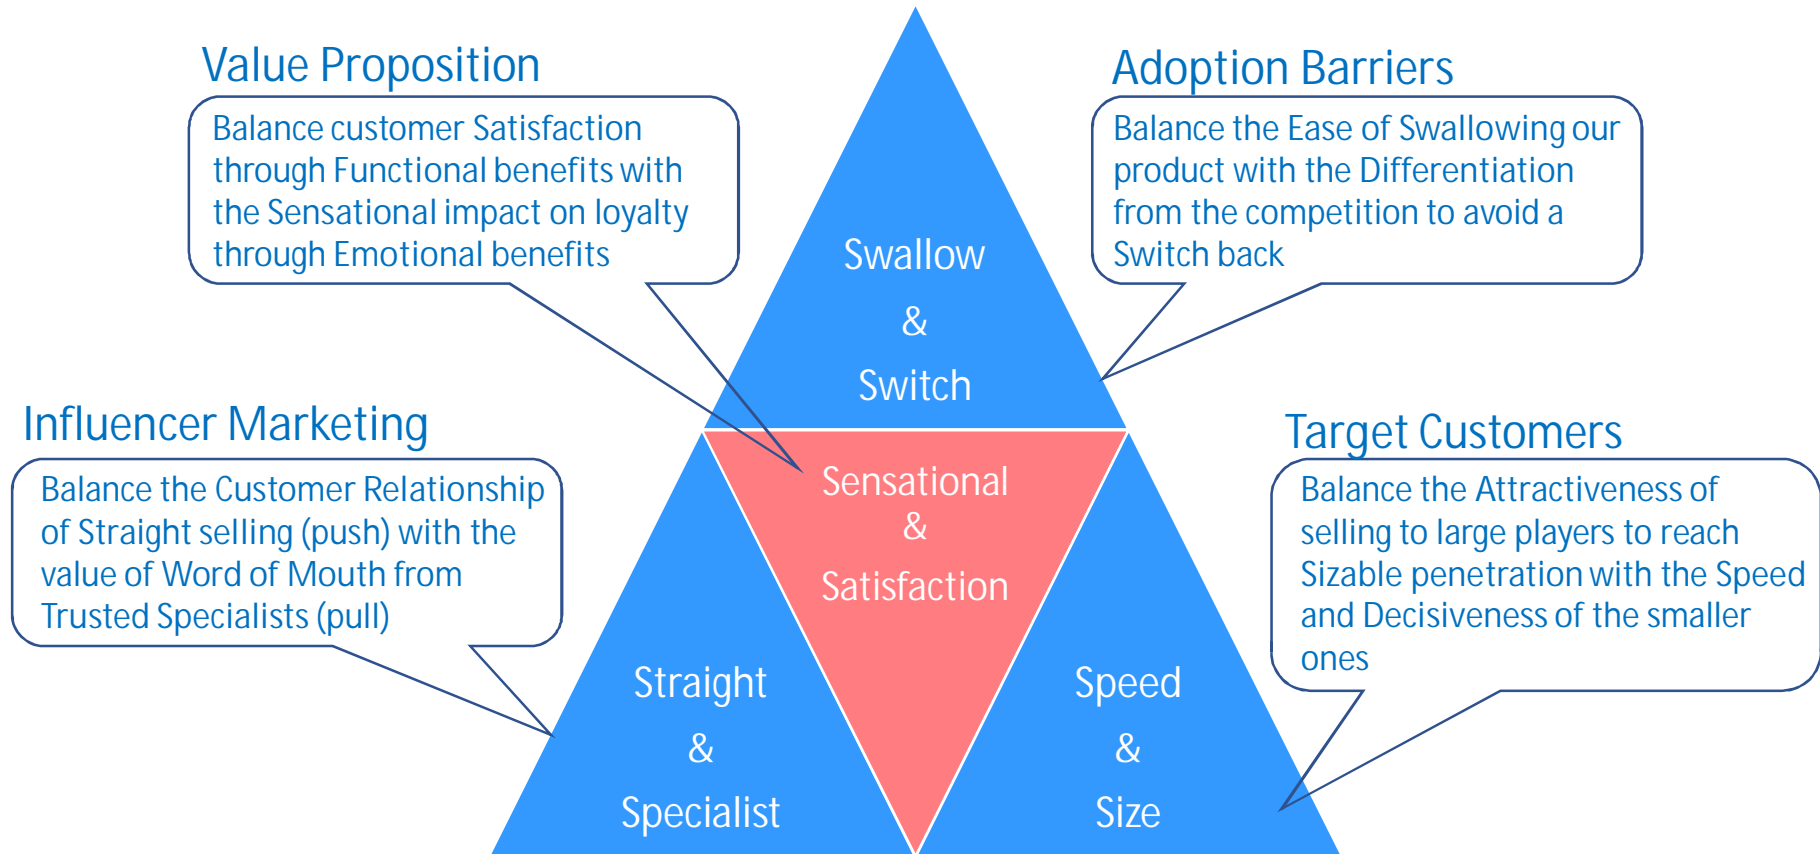 Value Proposition
Balance customer Satisfaction
through Functional benefits with
the Sensational impact on loyalty
through Emotional benefits
Adoption Barriers
Balance the Ease of Swallowing our
product with the Differentiation
from the competition to avoid a
Switch back
Swallow
&
Switch
Influencer Marketing
Balance the Customer Relationship
of Straight selling (push) with the
value of Word of Mouth from
Trusted Specialists (pull)
Sensational
&
Satisfaction
Target Customers
Balance the Attractiveness of
selling to large players to reach
Sizable penetration with the Speed
and Decisiveness of the smaller
ones
Straight
&
Specialist
Speed
&
Size